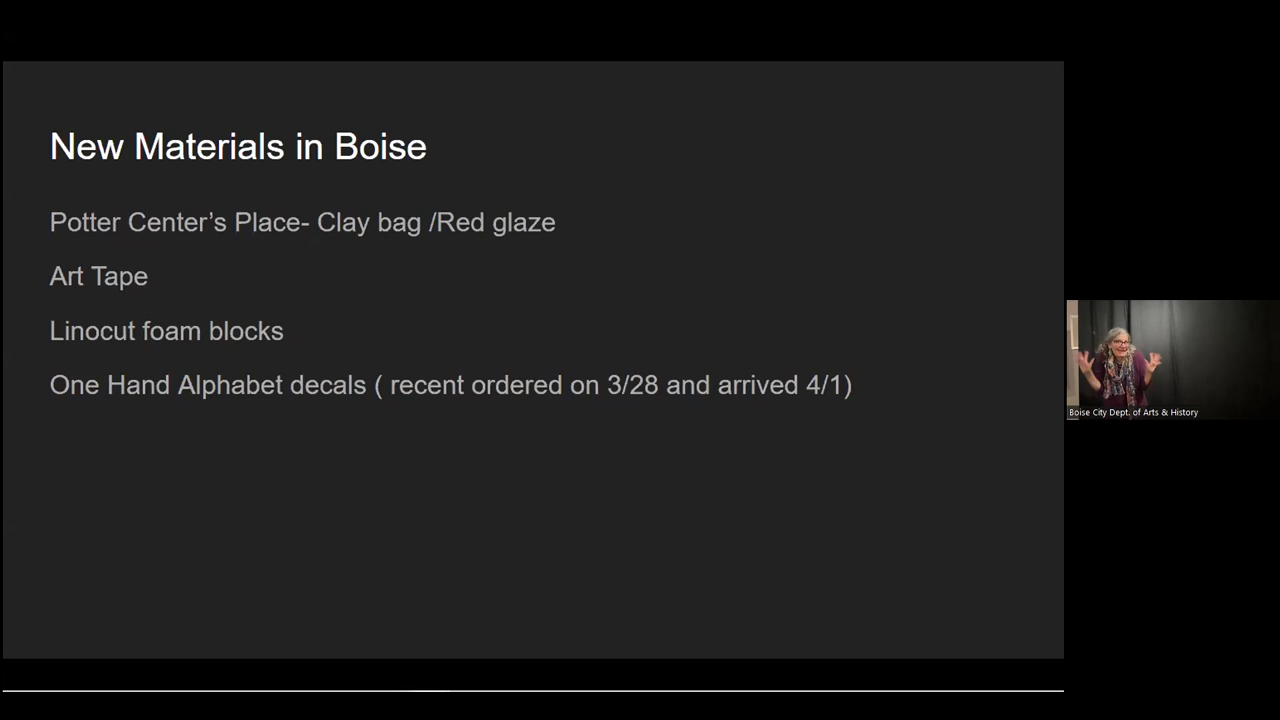 New Materials in Boise
Potter Center’s Place- Clay bag /Red glaze
Art Tape
Linocut foam blocks
One Hand Alphabet decals ( recent ordered on 3/28 and arrived 4/1)
Boise City Dept. of Arts & History